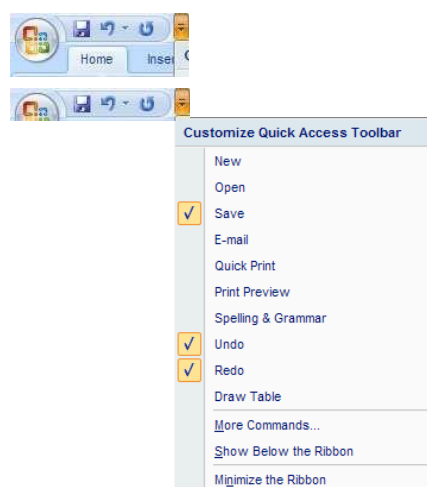 Home Inser
Customize Quick Access Toolbar
New
Open
Save
E-mail
Quick Print
Print Preview
Spelling & Grammar
Undo
Redo
Draw Table
More Commands...
Show Below the Ribbon
Minimize the Ribbon